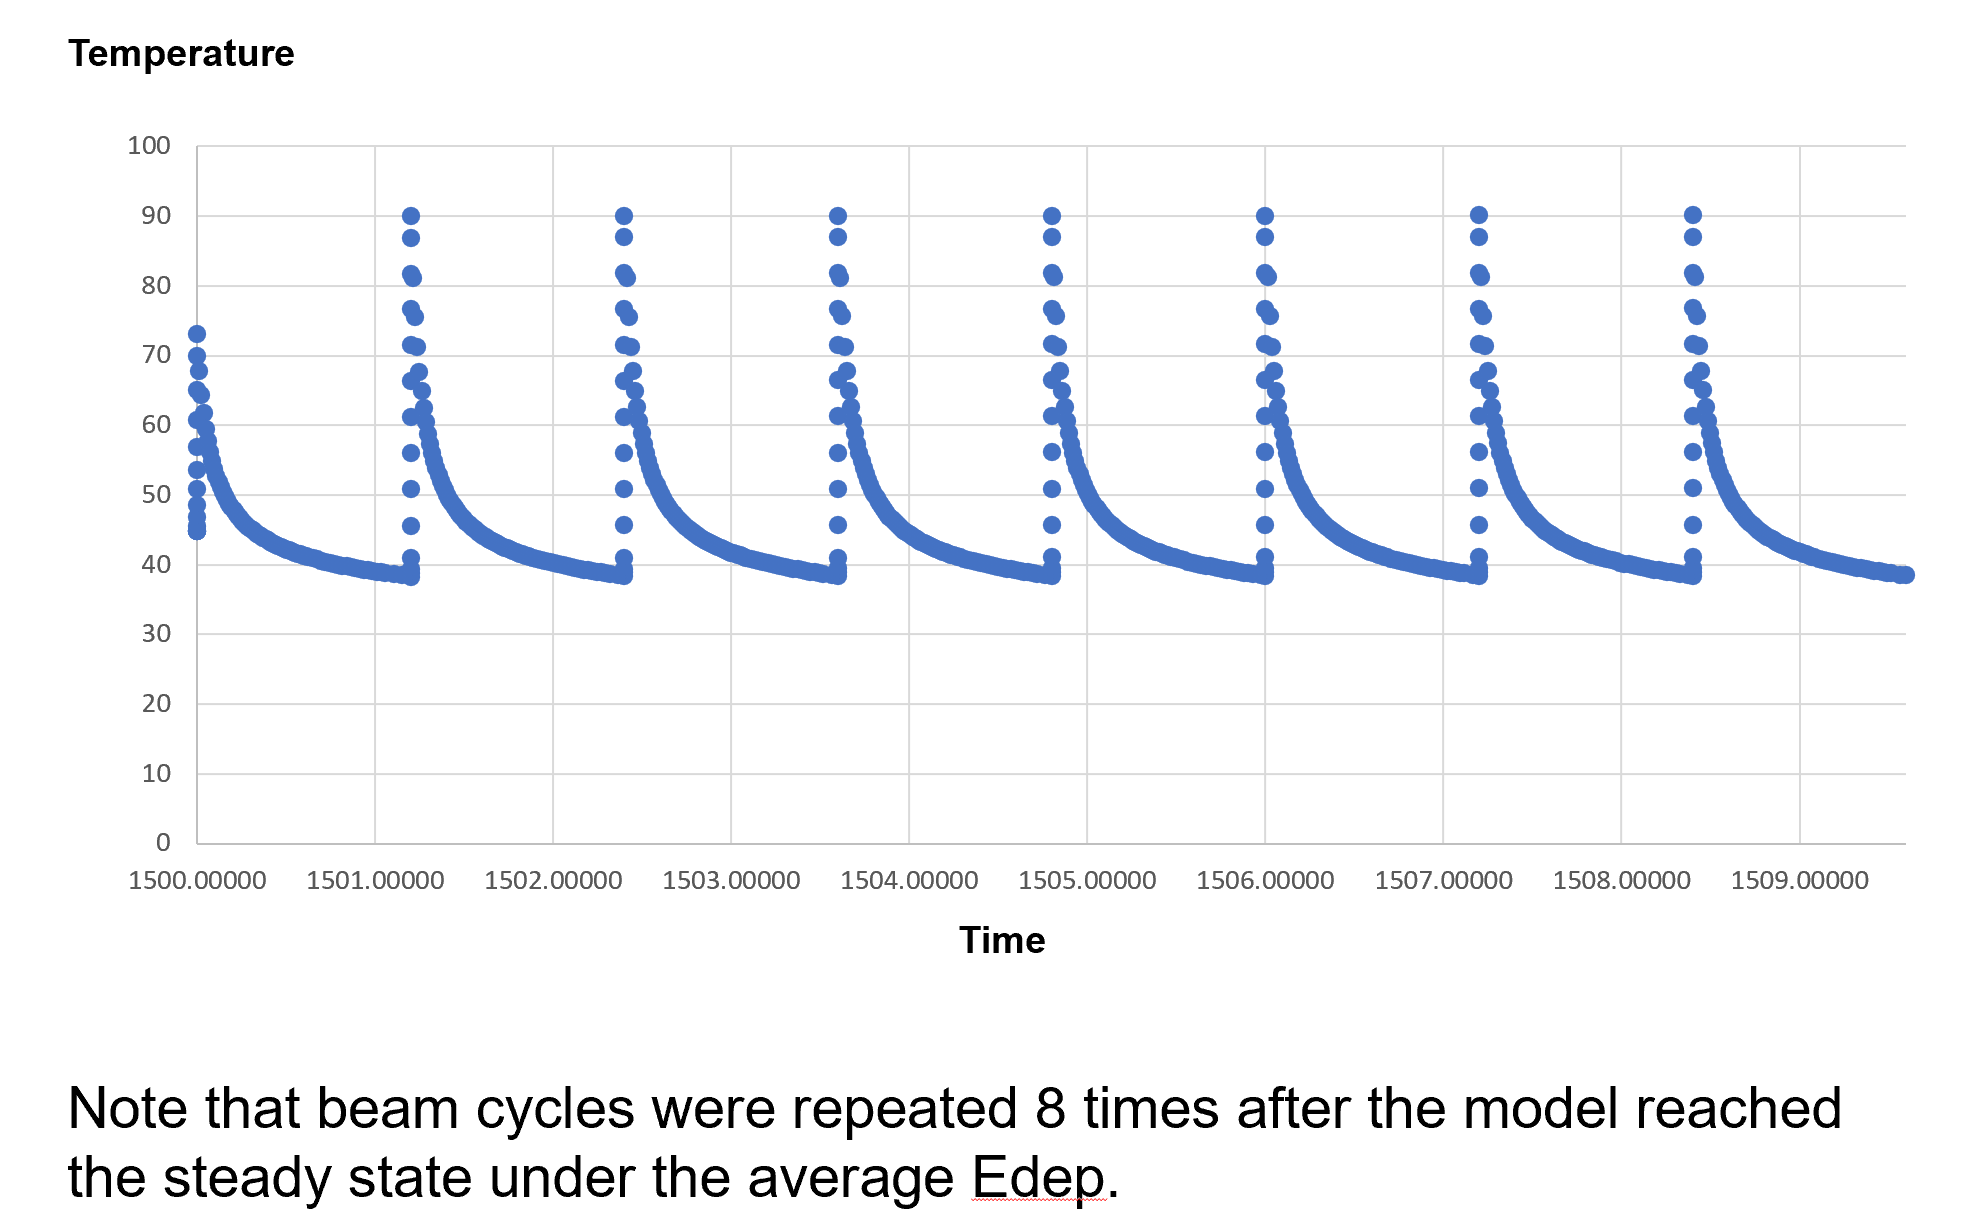 Temperature
100
90
80
70
60
50
40
30
20
10
0
1500.00000 1501.00000 1502.00000 1503.00000 1504.00000 1505.00000 1506.00000 1507.00000 1508.00000 1509.00000
Time
Note that beam cycles were repeated 8 times after the model reached
the steady state under the average Edep.